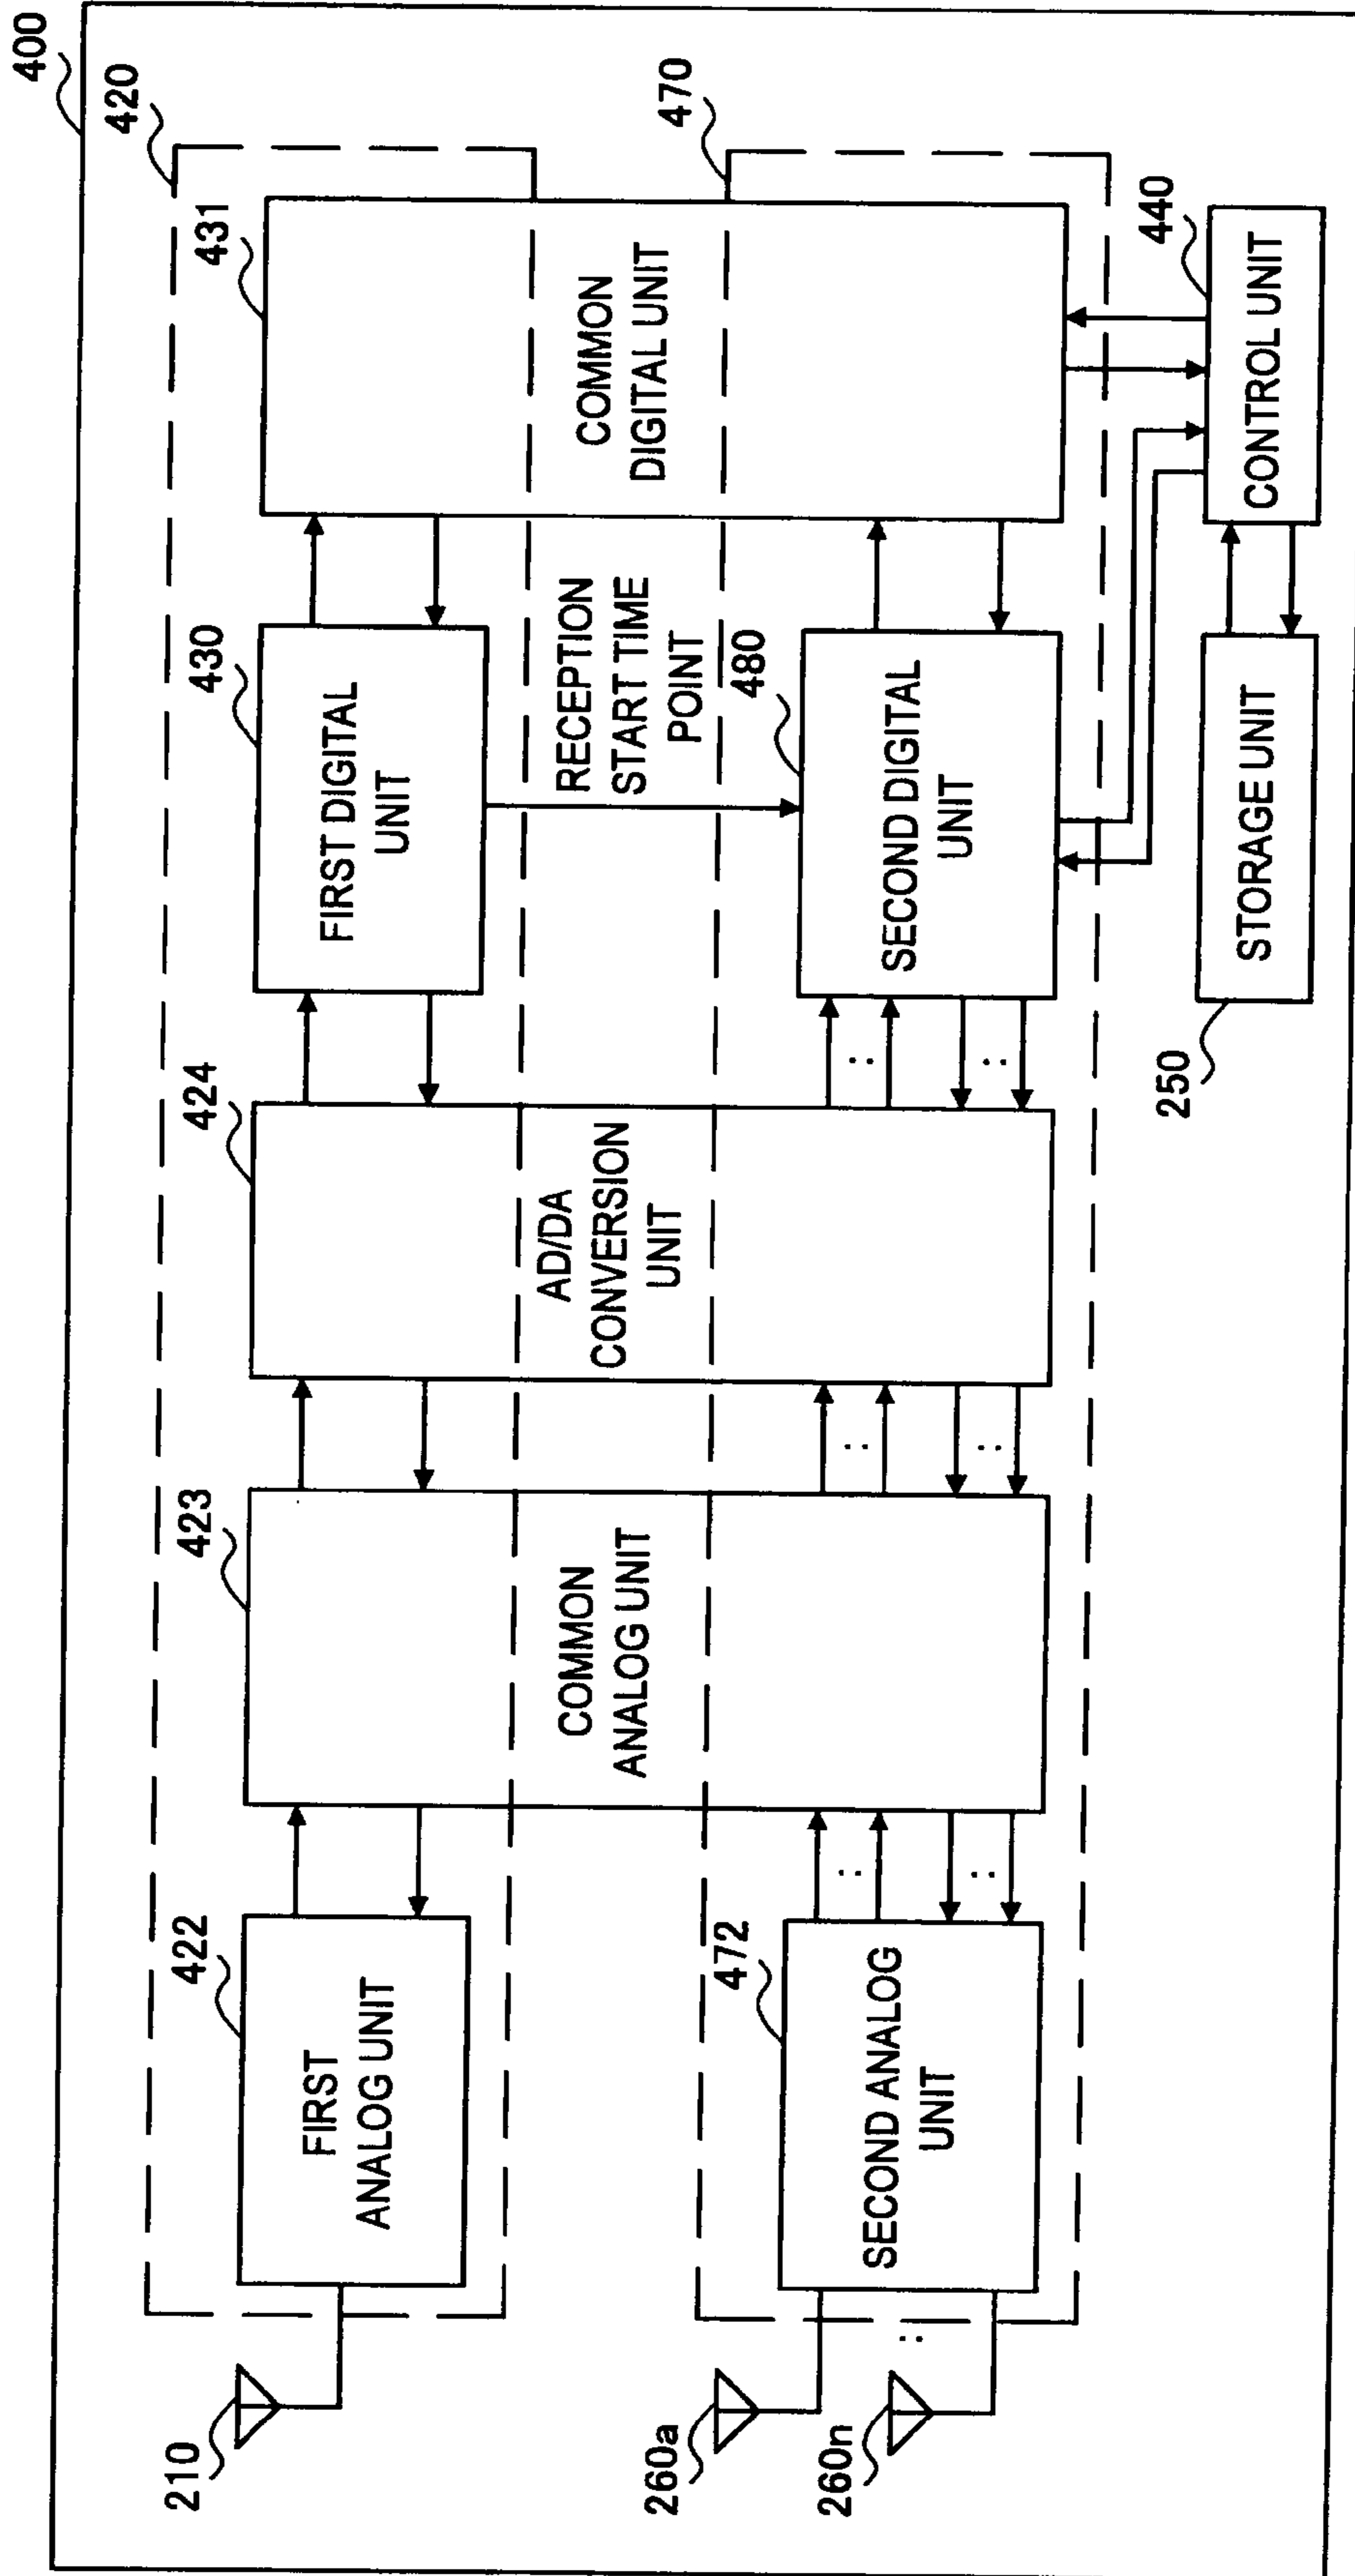 400
420
422
423
424
430
431
210
FIRST
ANALOG UNIT
COMMON
ANALOG UNIT
AD/DA
CONVERSION
UNIT
FIRST DIGITAL
UNIT
COMMON
DIGITAL UNIT
RECEPTION
START TIME
POINT
470
472
480
260a
260n
SECOND ANALOG
UNIT
SECOND DIGITAL
UNIT
440
CONTROL UNIT
250
STORAGE UNIT